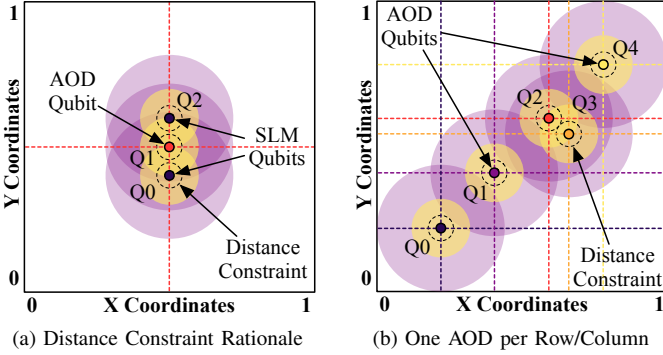 1
Y Coordinates
0
AOD
Qubit
Q2
SLM
Qubits
Q1
Q0
Distance
Constraint
0
X Coordinates
1
(a) Distance Constraint Rationale
1
Y Coordinates
0
AOD
Qubits
Q4
Q2
Q3
Q1
Q0
Distance
Constraint
0
X Coordinates
1
(b) One AOD per Row/Column